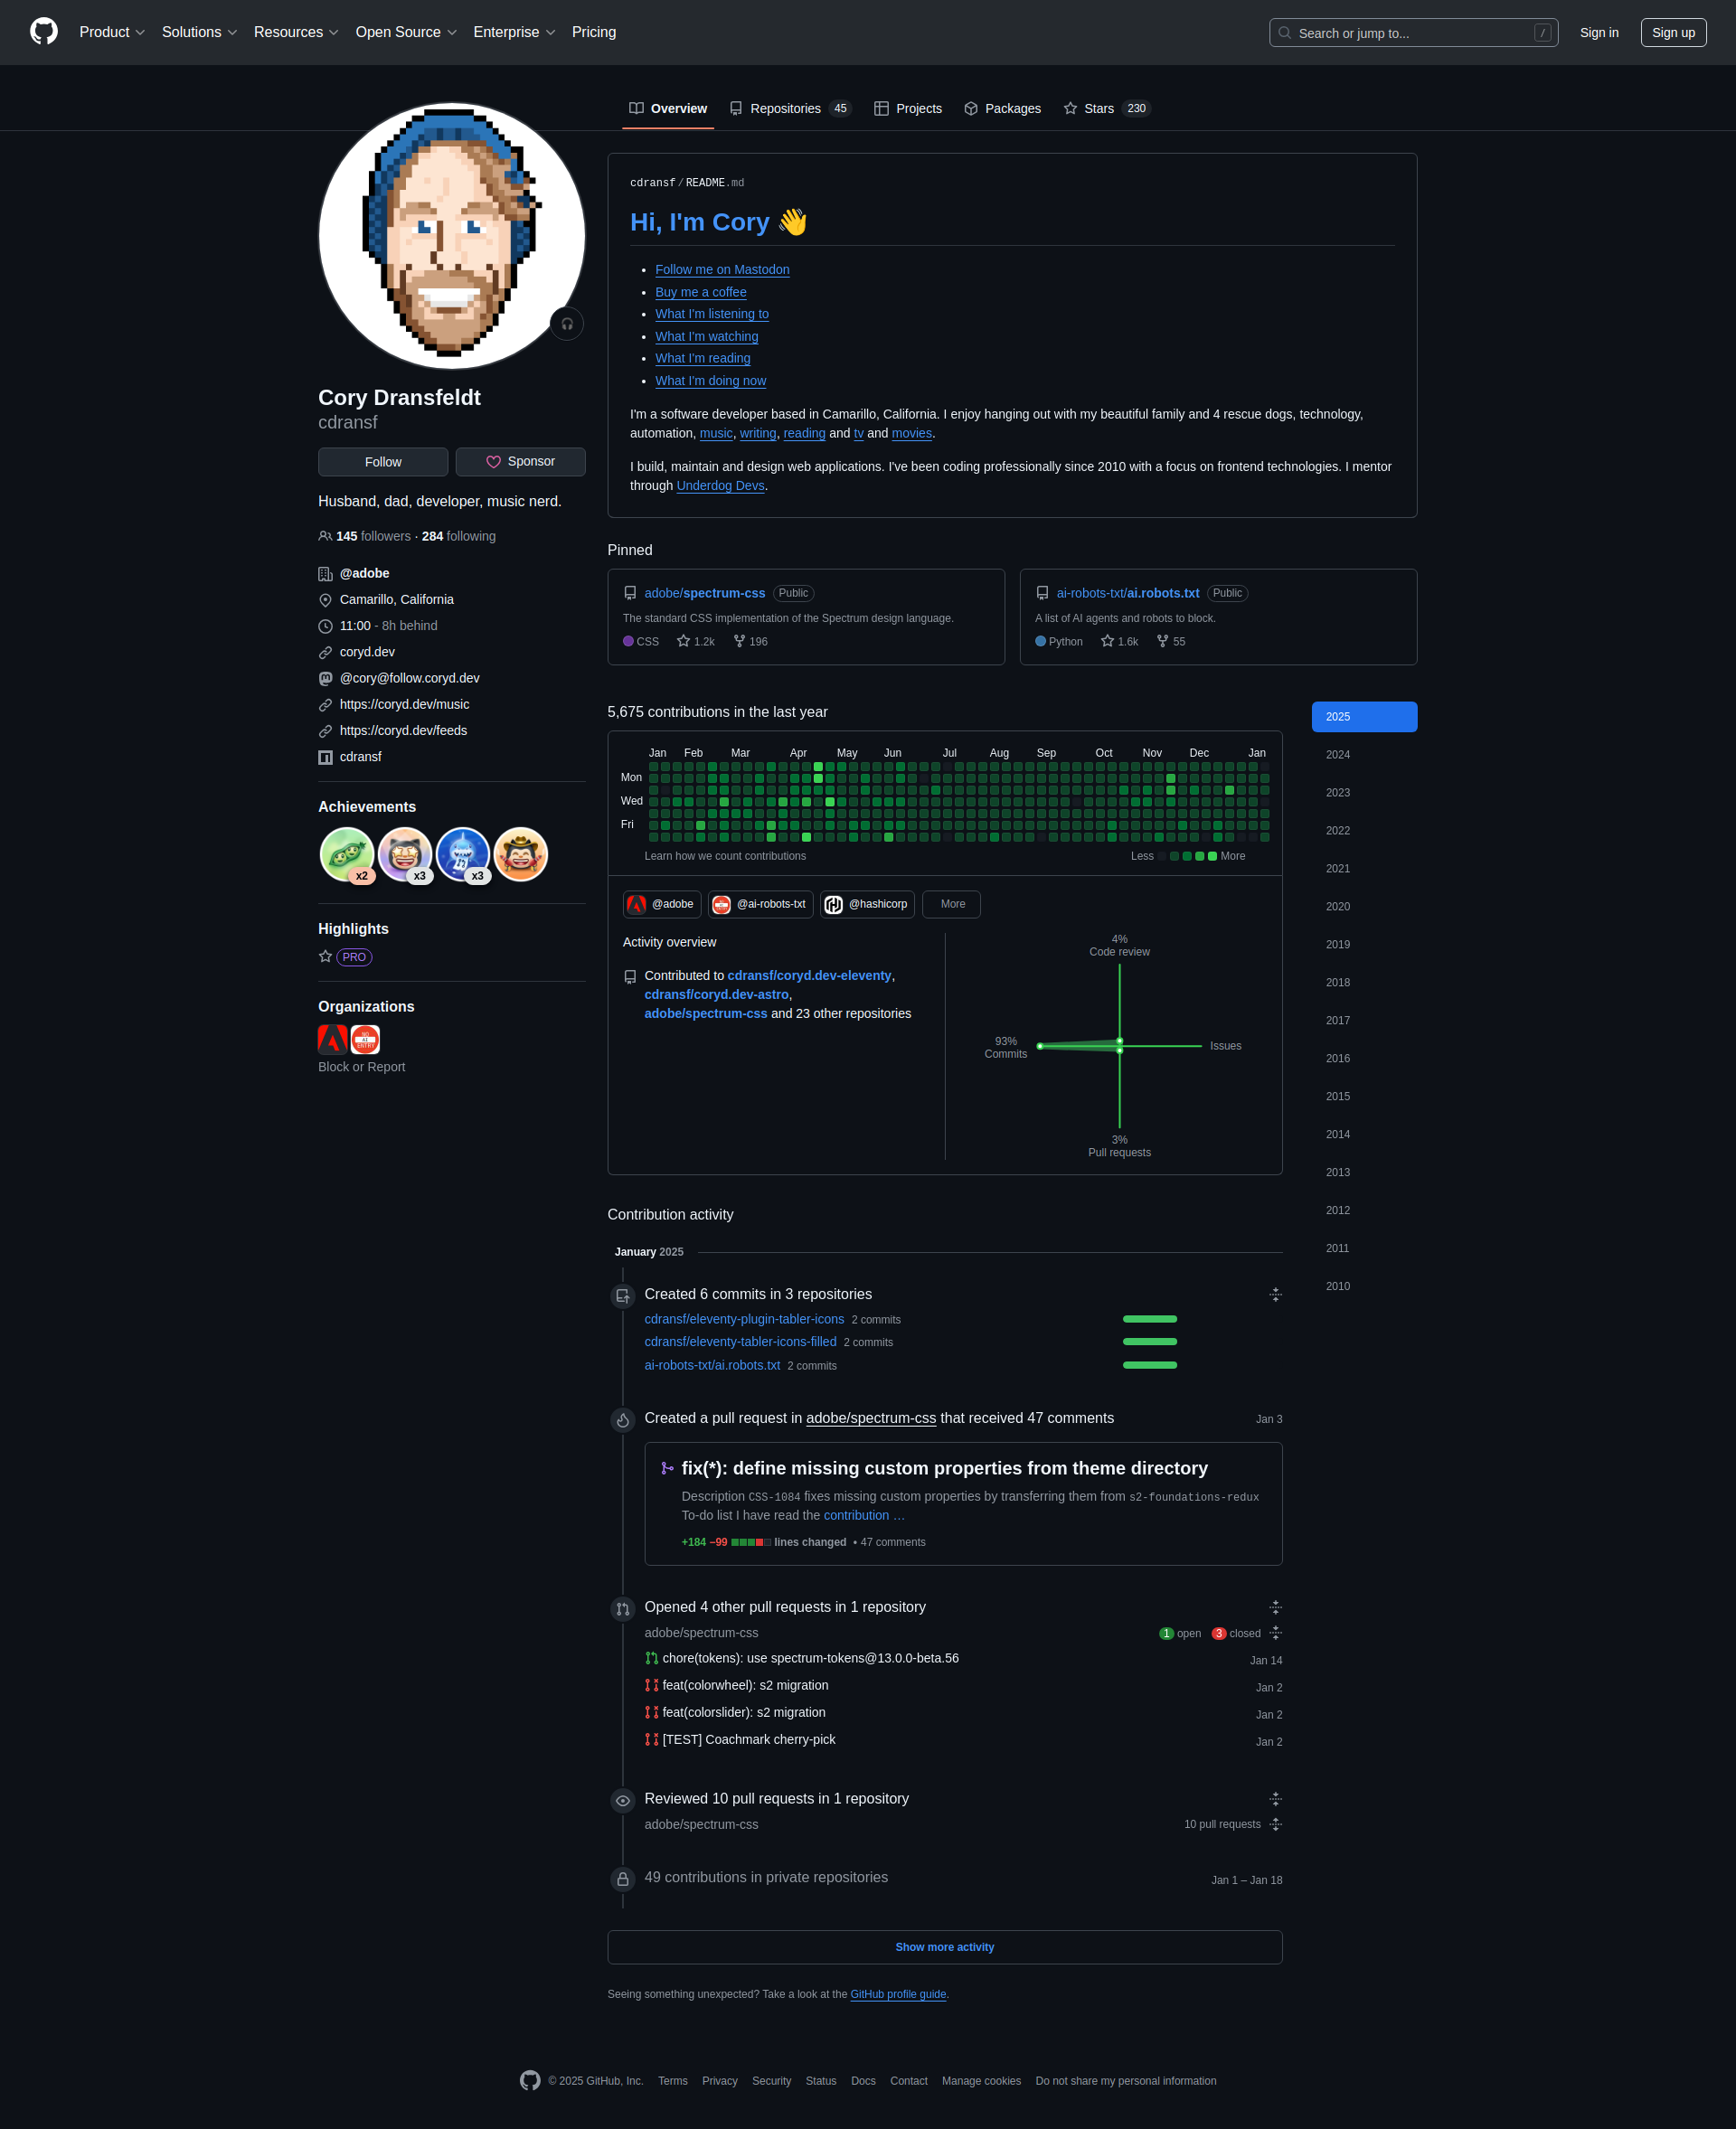 Product Solutions Resources Open Source Enterprise Pricing Search or jump to... / Sign in Sign up
Overview Repositories 45 Projects Packages Stars 230
Cory Dransfeldt
cdransf
Follow Sponsor
Husband, dad, developer, music nerd.
145 followers · 284 following
@adobe
Camarillo, California
11:00 - 8h behind
coryd.dev
@cory@follow.coryd.dev
https://coryd.dev/music
https://coryd.dev/feeds
cdransf
Achievements
x2 x3 x3
Highlights
PRO
Organizations
Block or Report
cdransf/README.md
Hi, I'm Cory 👋
Follow me on Mastodon
Buy me a coffee
What I'm listening to
What I'm watching
What I'm reading
What I'm doing now
I'm a software developer based in Camarillo, California. I enjoy hanging out with my beautiful family and 4 rescue dogs, technology,
automation, music, writing, reading and tv and movies.
I build, maintain and design web applications. I've been coding professionally since 2010 with a focus on frontend technologies. I mentor
through Underdog Devs.
Pinned
adobe/spectrum-css Public
The standard CSS implementation of the Spectrum design language.
CSS 1.2k 196
ai-robots-txt/ai.robots.txt Public
A list of AI agents and robots to block.
Python 1.6k 55
5,675 contributions in the last year
Jan Feb Mar Apr May Jun Jul Aug Sep Oct Nov Dec Jan
Mon
Wed
Fri
Learn how we count contributions Less More
@adobe @ai-robots-txt @hashicorp More
Activity overview
Contributed to cdransf/coryd.dev-eleventy,
cdransf/coryd.dev-astro,
adobe/spectrum-css and 23 other repositories
4%
Code review
93%
Commits
Issues
3%
Pull requests
2025
2024
2023
2022
2021
2020
2019
2018
2017
2016
2015
2014
2013
2012
2011
2010
Contribution activity
January 2025
Created 6 commits in 3 repositories
cdransf/eleventy-plugin-tabler-icons 2 commits
cdransf/eleventy-tabler-icons-filled 2 commits
ai-robots-txt/ai.robots.txt 2 commits
Created a pull request in adobe/spectrum-css that received 47 comments Jan 3
fix(*): define missing custom properties from theme directory
Description CSS-1084 fixes missing custom properties by transferring them from s2-foundations-redux
To-do list I have read the contribution …
+184 −99 lines changed • 47 comments
Opened 4 other pull requests in 1 repository
adobe/spectrum-css 1 open 3 closed
chore(tokens): use spectrum-tokens@13.0.0-beta.56 Jan 14
feat(colorwheel): s2 migration Jan 2
feat(colorslider): s2 migration Jan 2
[TEST] Coachmark cherry-pick Jan 2
Reviewed 10 pull requests in 1 repository
adobe/spectrum-css 10 pull requests
49 contributions in private repositories Jan 1 – Jan 18
Show more activity
Seeing something unexpected? Take a look at the GitHub profile guide.
© 2025 GitHub, Inc. Terms Privacy Security Status Docs Contact Manage cookies Do not share my personal information